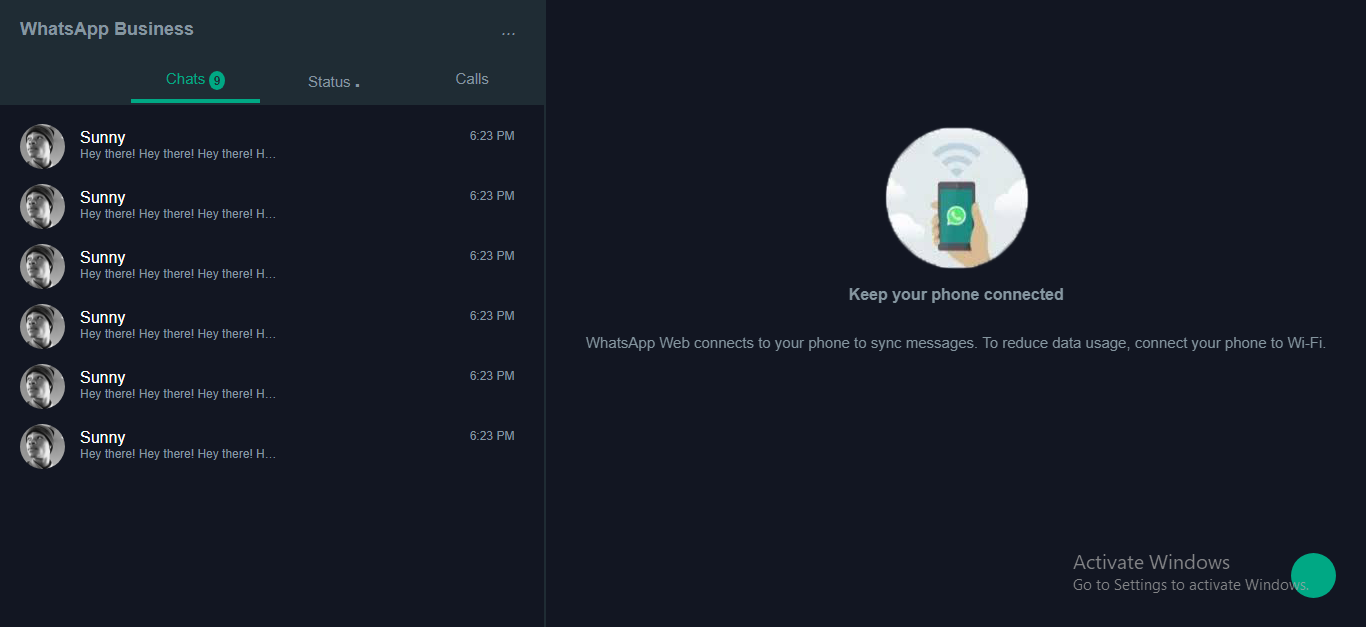 WhatsApp Business
...
Chats 9
Status .
Calls
Sunny
6:23 PM
Hey there! Hey there! Hey there! H...
Sunny
6:23 PM
Hey there! Hey there! Hey there! H...
Sunny
6:23 PM
Hey there! Hey there! Hey there! H...
Sunny
6:23 PM
Hey there! Hey there! Hey there! H...
Sunny
6:23 PM
Hey there! Hey there! Hey there! H...
Sunny
6:23 PM
Hey there! Hey there! Hey there! H...
Keep your phone connected
WhatsApp Web connects to your phone to sync messages. To reduce data usage, connect your phone to Wi-Fi.
Activate Windows
Go to Settings to activate Windows.